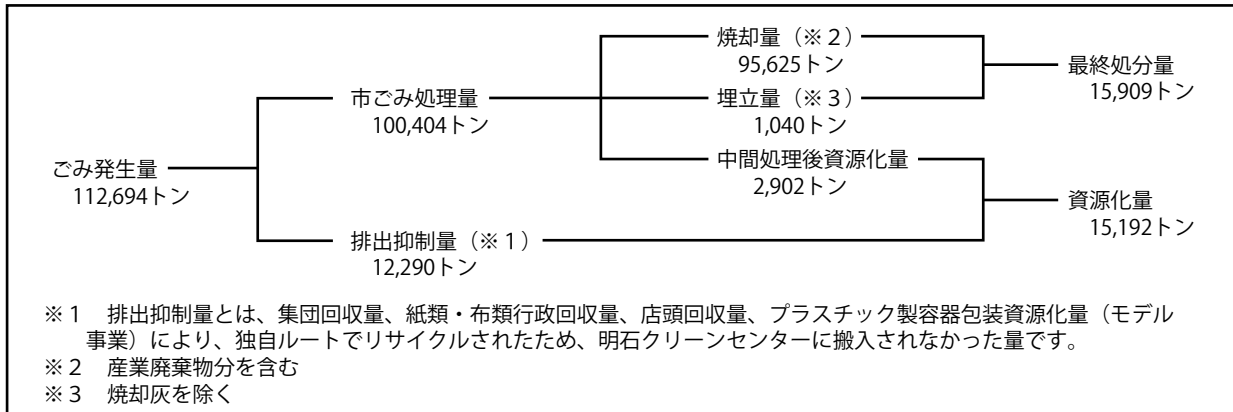 焼却量（※２）
95,625トン
最終処分量
15,909トン
市ごみ処理量
100,404トン
埋立量（※３）
1,040トン
ごみ発生量
112,694トン
中間処理後資源化量
2,902トン
資源化量
15,192トン
排出抑制量（※１）
12,290トン
※１　排出抑制量とは、集団回収量、紙類・布類行政回収量、店頭回収量、プラスチック製容器包装資源化量（モデル
事業）により、独自ルートでリサイクルされたため、明石クリーンセンターに搬入されなかった量です。
※２　産業廃棄物分を含む
※３　焼却灰を除く